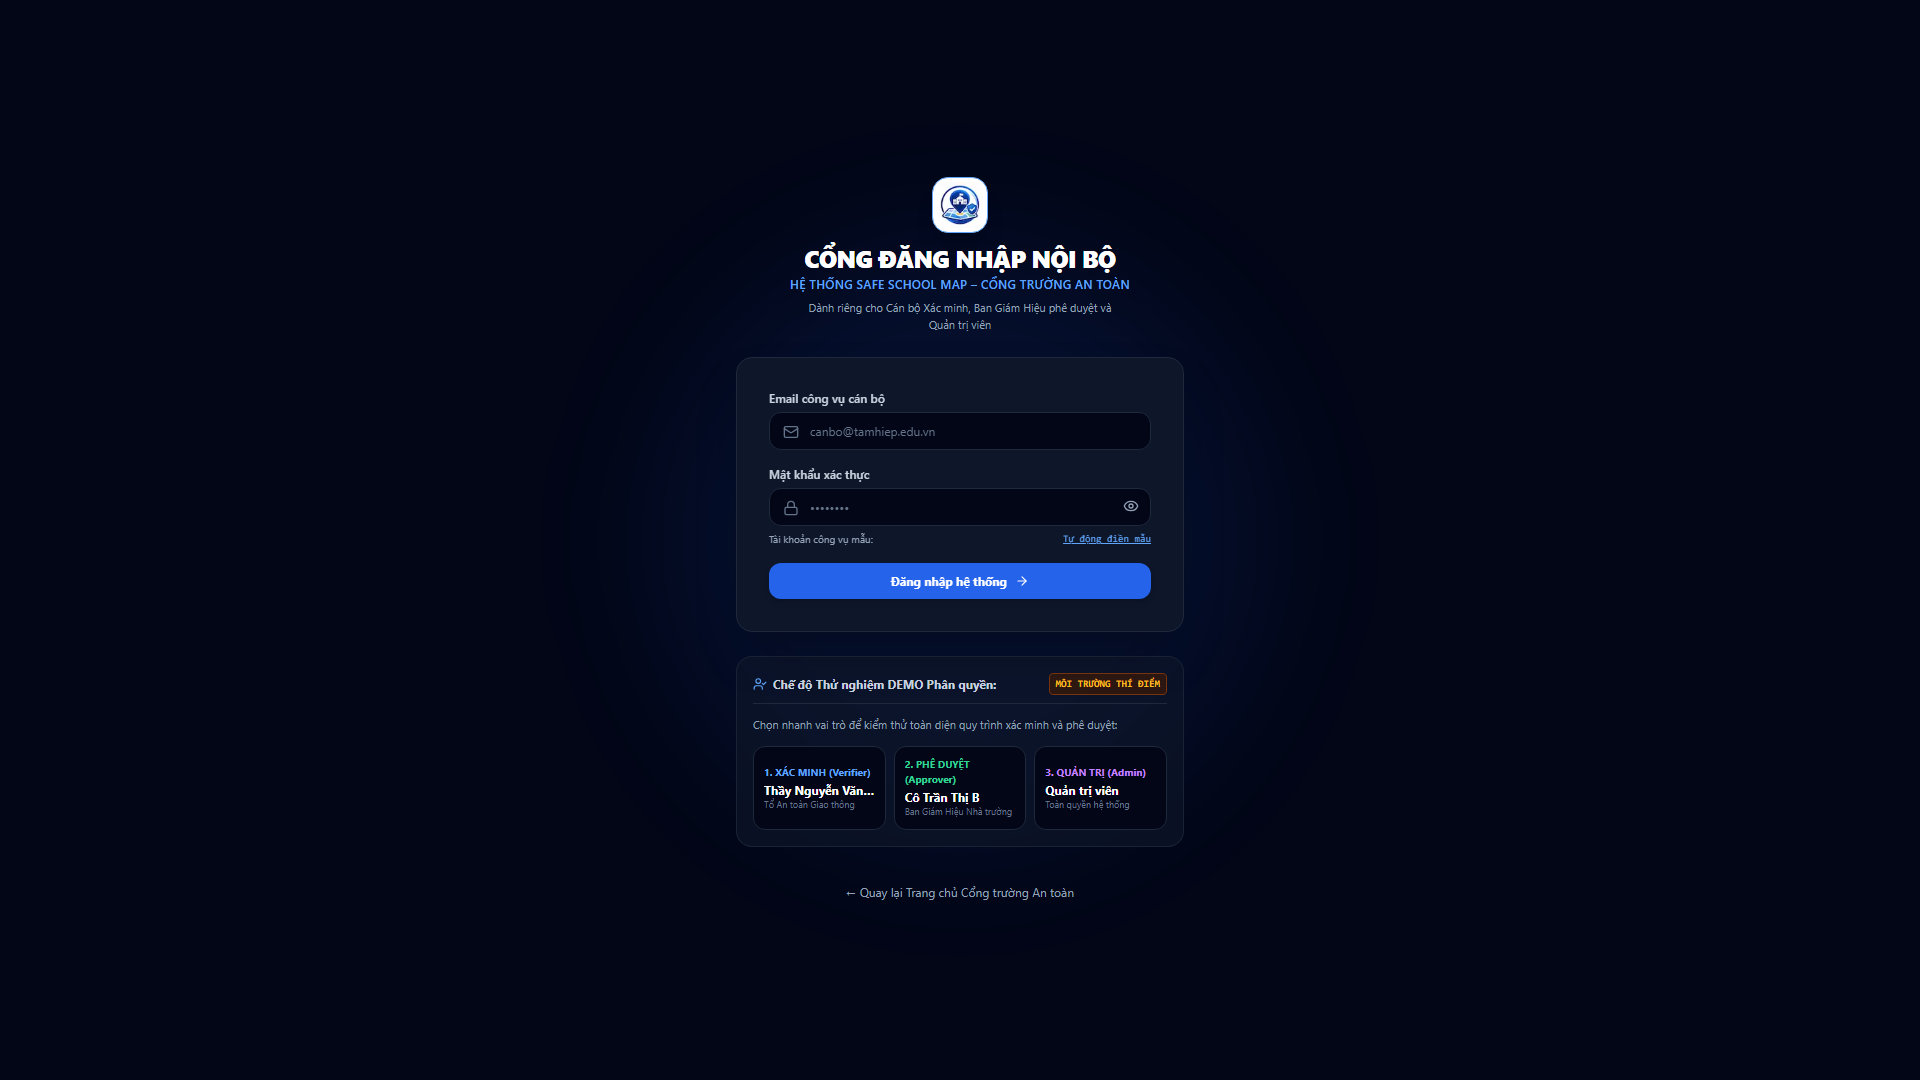 CỔNG ĐĂNG NHẬP NỘI BỘ
HỆ THỐNG SAFE SCHOOL MAP – CỔNG TRƯỜNG AN TOÀN
Dành riêng cho Cán bộ Xác minh, Ban Giám Hiệu phê duyệt và
Quản trị viên
Email công vụ cán bộ
canbo@tamhiep.edu.vn
Mật khẩu xác thực
••••••••
Tài khoản công vụ mẫu:
Tự động điền mẫu
Đăng nhập hệ thống →
Chế độ Thử nghiệm DEMO Phân quyền:
MÔI TRƯỜNG THÍ ĐIỂM
Chọn nhanh vai trò để kiểm thử toàn diện quy trình xác minh và phê duyệt:
1. XÁC MINH (Verifier)
Thầy Nguyễn Văn...
Tổ An toàn Giao thông
2. PHÊ DUYỆT
(Approver)
Cô Trần Thị B
Ban Giám Hiệu Nhà trường
3. QUẢN TRỊ (Admin)
Quản trị viên
Toàn quyền hệ thống
← Quay lại Trang chủ Cổng trường An toàn